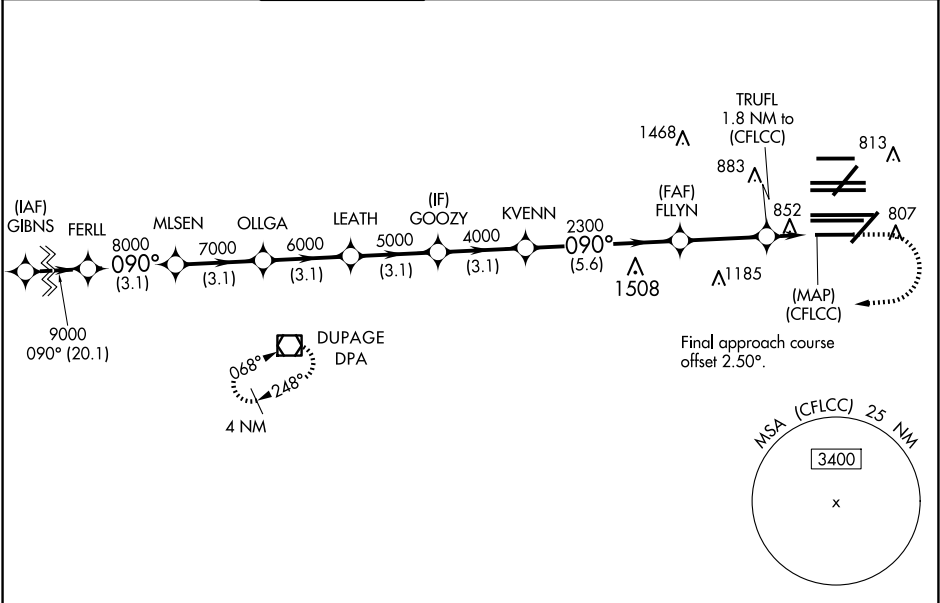 TRUFL
1.8 NM to
(CFLCC)
1468
813
883
(IAF)
GIBNS
FERLL
MLSEN
OLLGA
LEATH
(IF)
GOOZY
KVENN
(FAF)
FLLYN
852
807
8000
090°
(3.1)
7000
(3.1)
6000
(3.1)
5000
(3.1)
4000
(3.1)
2300
090°
(5.6)
1508
1185
9000
090° (20.1)
(MAP)
(CFLCC)
DUPAGE
DPA
068°
248°
4 NM
Final approach course
offset 2.50°.
MSA (CFLCC) 25 NM
3400
x